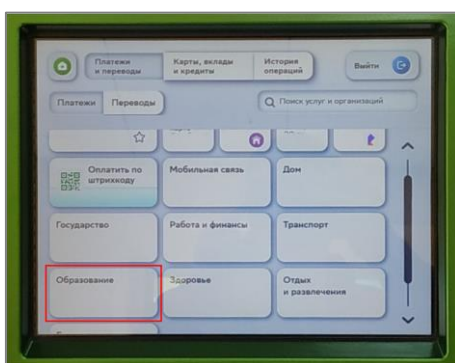 Платежи
и переводы
Карты, вклады
и кредиты
История
операций
Выйти
Платежи
Переводы
Поиск услуг и организаций
Оплатить по
штрихкоду
Мобильная связь
Дом
Государство
Работа и финансы
Транспорт
Образование
Здоровье
Отдых
и развлечения